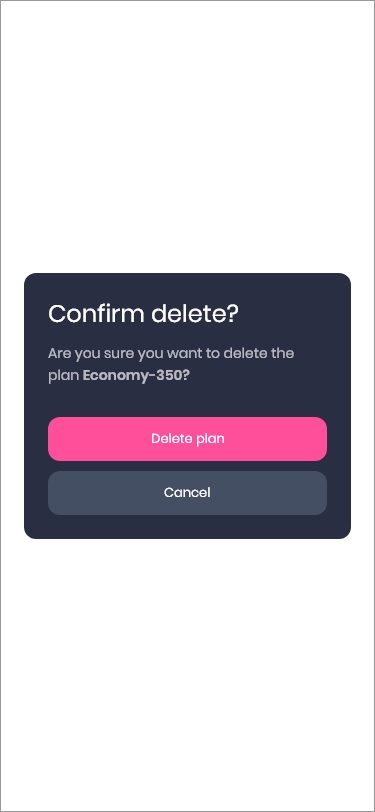 Confirm delete?
Are you sure you want to delete the
plan Economy-350?
Delete plan
Cancel